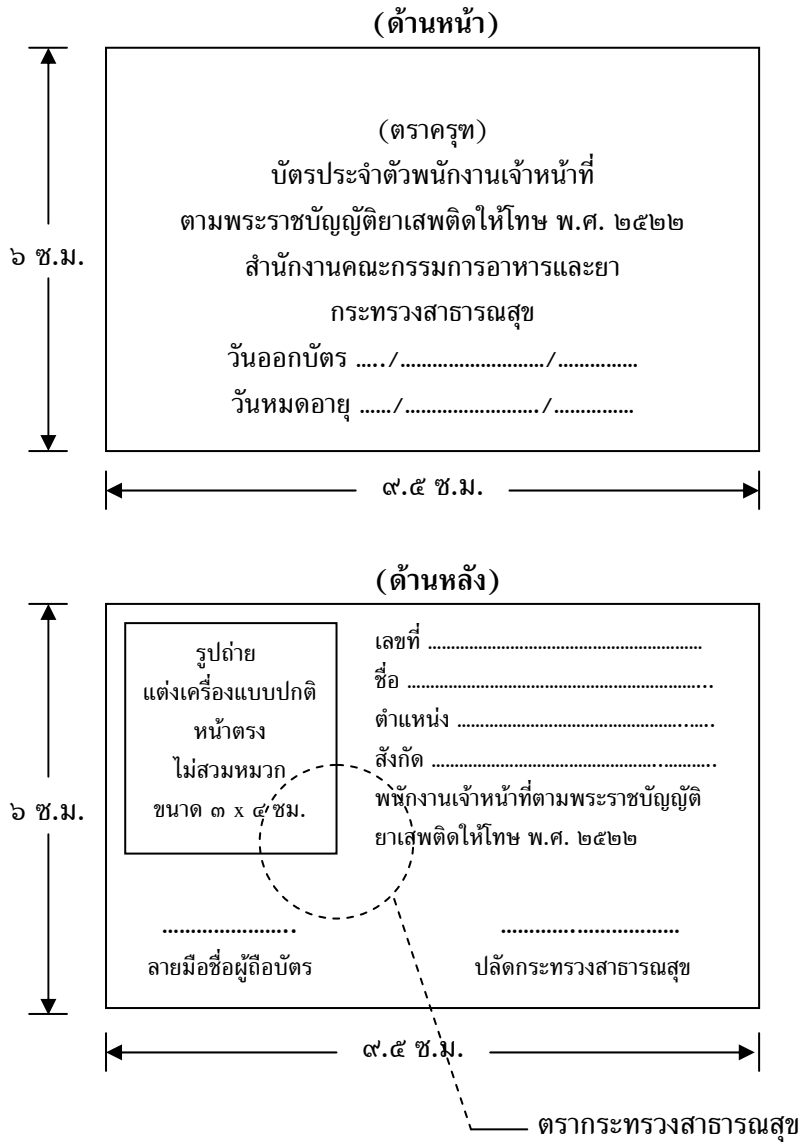 (ด้านหน้า)
(ตราครุฑ)
บัตรประจำตัวพนักงานเจ้าหน้าที่
ตามพระราชบัญญัติยาเสพติดให้โทษ พ.ศ. ๒๕๒๒
๖ ซ.ม.
สำนักงานคณะกรรมการอาหารและยา
กระทรวงสาธารณสุข
วันออกบัตร ...../.........................../...............
วันหมดอายุ ....../........................./...............
๙.๕ ซ.ม.
(ด้านหลัง)
รูปถ่าย
แต่งเครื่องแบบปกติ
หน้าตรง
ไม่สวมหมวก
ขนาด ๓ x ๔ ซม.
เลขที่ ............................................................
ชื่อ ..................................................................
ตำแหน่ง .........................................................
สังกัด ..............................................................
พนักงานเจ้าหน้าที่ตามพระราชบัญญัติ
ยาเสพติดให้โทษ พ.ศ. ๒๕๒๒
๖ ซ.ม.
........................ ..................................
ลายมือชื่อผู้ถือบัตร ปลัดกระทรวงสาธารณสุข
๙.๕ ซ.ม.
ตรากระทรวงสาธารณสุข